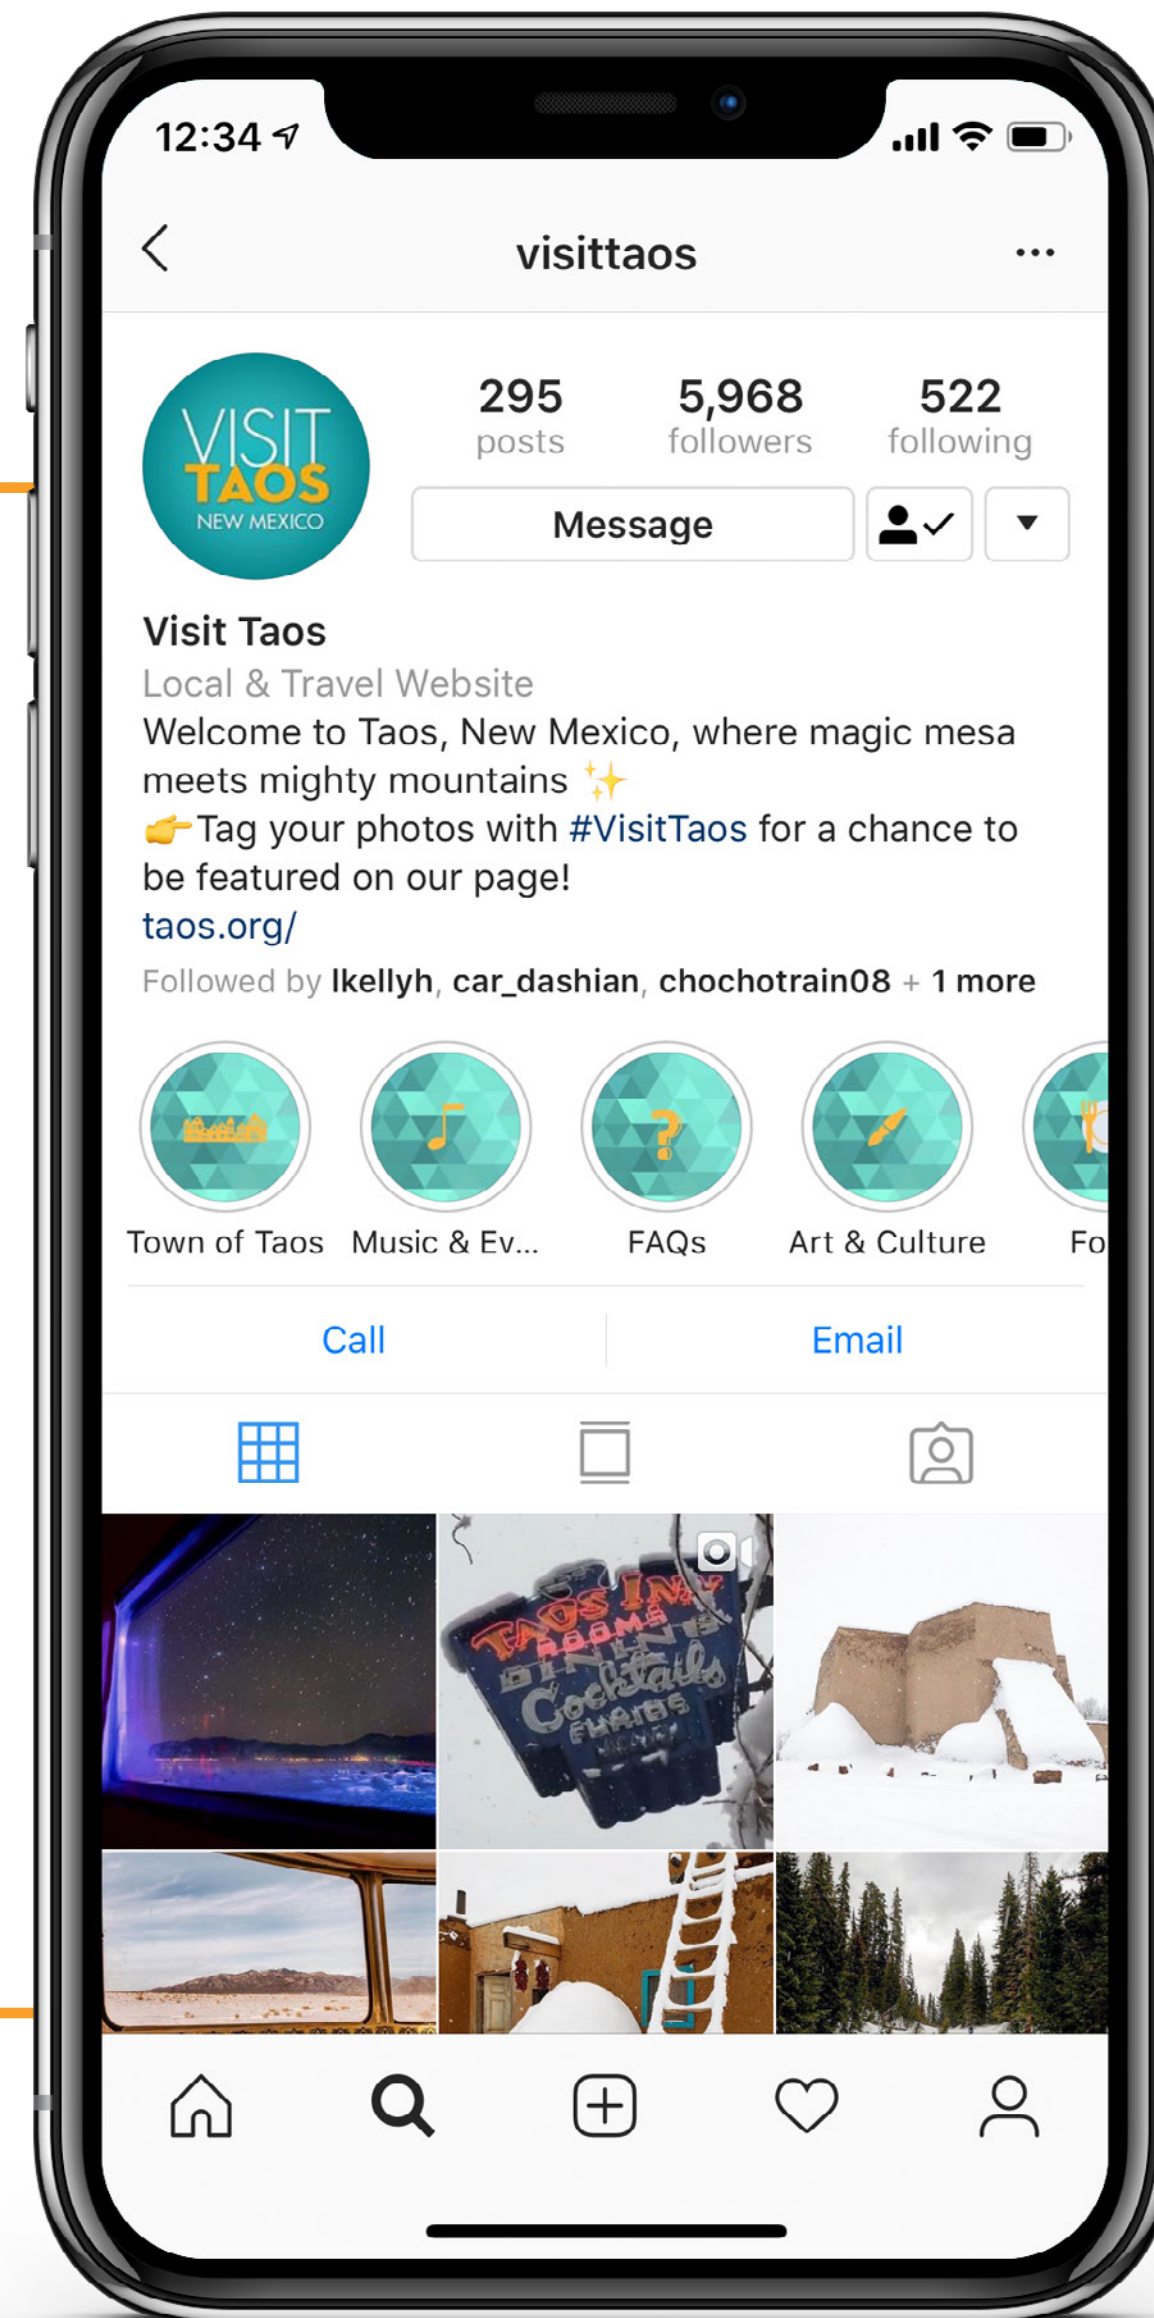 12:34
visittaos
VISIT
TAOS
NEW MEXICO
295 5,968 522
posts followers following
Message
Visit Taos
Local & Travel Website
Welcome to Taos, New Mexico, where magic mesa
meets mighty mountains ✨
👉Tag your photos with #VisitTaos for a chance to
be featured on our page!
taos.org/
Followed by lkellyh, car_dashian, chochotrain08 + 1 more
Town of Taos Music & Ev... FAQs Art & Culture Fo
Call Email
TAOS INN
ROOMS
DINING
Cocktails